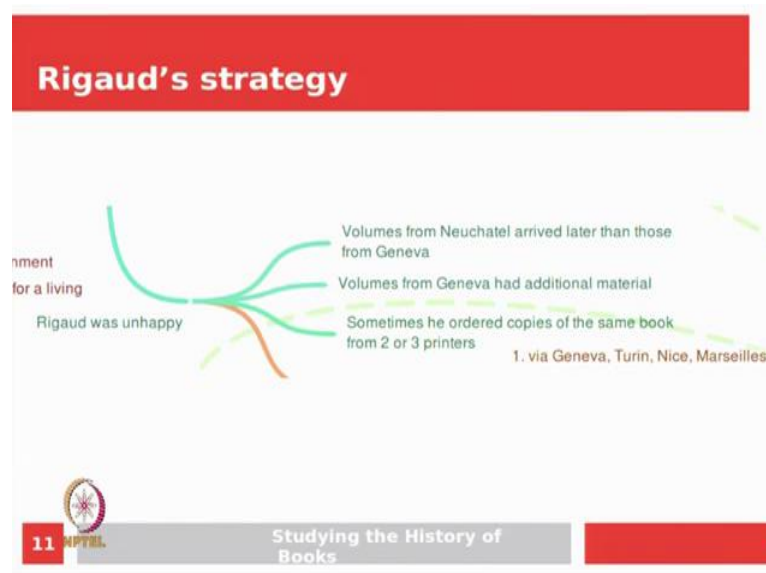 Rigaud's strategy
Volumes from Neuchatel arrived later than those
from Geneva
for a living
Volumes from Geneva had additional material
Rigaud was unhappy
Sometimes he ordered copies of the same book
from 2 or 3 printers
1. via Geneva, Turin, Nice, Marseilles
11
NPTEL
Studying the History of
Books